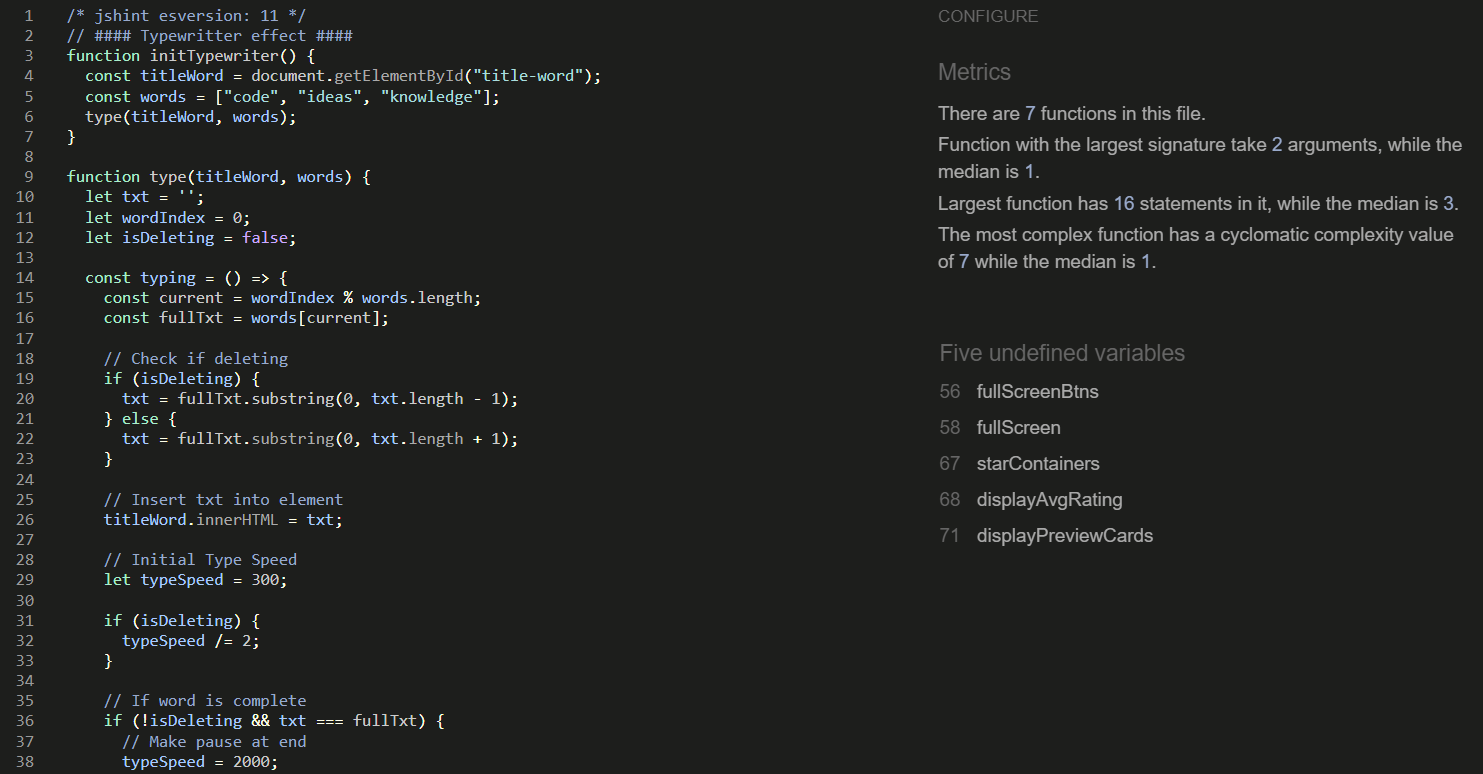 1 /* jshint esversion: 11 */
2 // #### Typewritter effect ####
3 function initTypewriter() {
4   const titleWord = document.getElementById("title-word");
5   const words = ["code", "ideas", "knowledge"];
6   type(titleWord, words);
7 }
8
9 function type(titleWord, words) {
10   let txt = '';
11   let wordIndex = 0;
12   let isDeleting = false;
13
14   const typing = () => {
15     const current = wordIndex % words.length;
16     const fullTxt = words[current];
17
18     // Check if deleting
19     if (isDeleting) {
20       txt = fullTxt.substring(0, txt.length - 1);
21     } else {
22       txt = fullTxt.substring(0, txt.length + 1);
23     }
24
25     // Insert txt into element
26     titleWord.innerHTML = txt;
27
28     // Initial Type Speed
29     let typeSpeed = 300;
30
31     if (isDeleting) {
32       typeSpeed /= 2;
33     }
34
35     // If word is complete
36     if (!isDeleting && txt === fullTxt) {
37       // Make pause at end
38       typeSpeed = 2000;
CONFIGURE
Metrics
There are 7 functions in this file.
Function with the largest signature take 2 arguments, while the
median is 1.
Largest function has 16 statements in it, while the median is 3.
The most complex function has a cyclomatic complexity value
of 7 while the median is 1.
Five undefined variables
56 fullScreenBtns
58 fullScreen
67 starContainers
68 displayAvgRating
71 displayPreviewCards